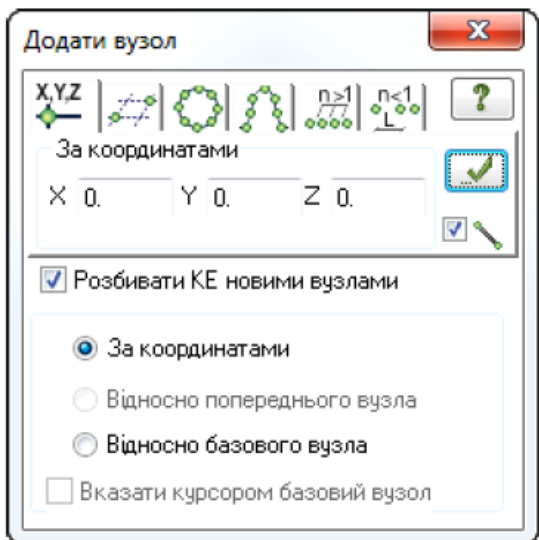 Додати вузол
X,Y,Z n>1 n<1 ?
L
За координатами
X 0. Y 0. Z 0.
Розбивати КЕ новими вузлами
За координатами
Відносно попереднього вузла
Відносно базового вузла
Вказати курсором базовий вузол